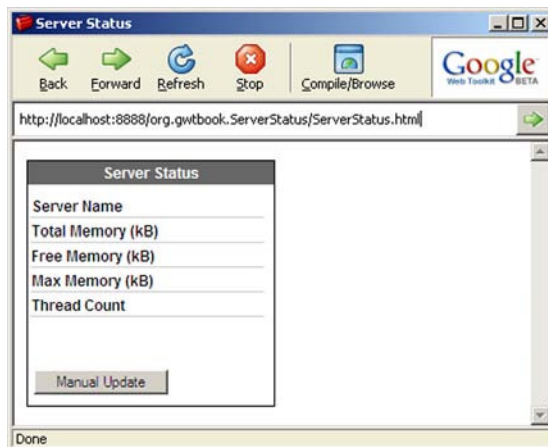 Server Status
Back Forward Refresh Stop Compile/Browse
Google
Web Toolkit BETA
http://localhost:8888/org.gwtbook.ServerStatus/ServerStatus.html
Server Status
Server Name
Total Memory (kB)
Free Memory (kB)
Max Memory (kB)
Thread Count
Manual Update
Done